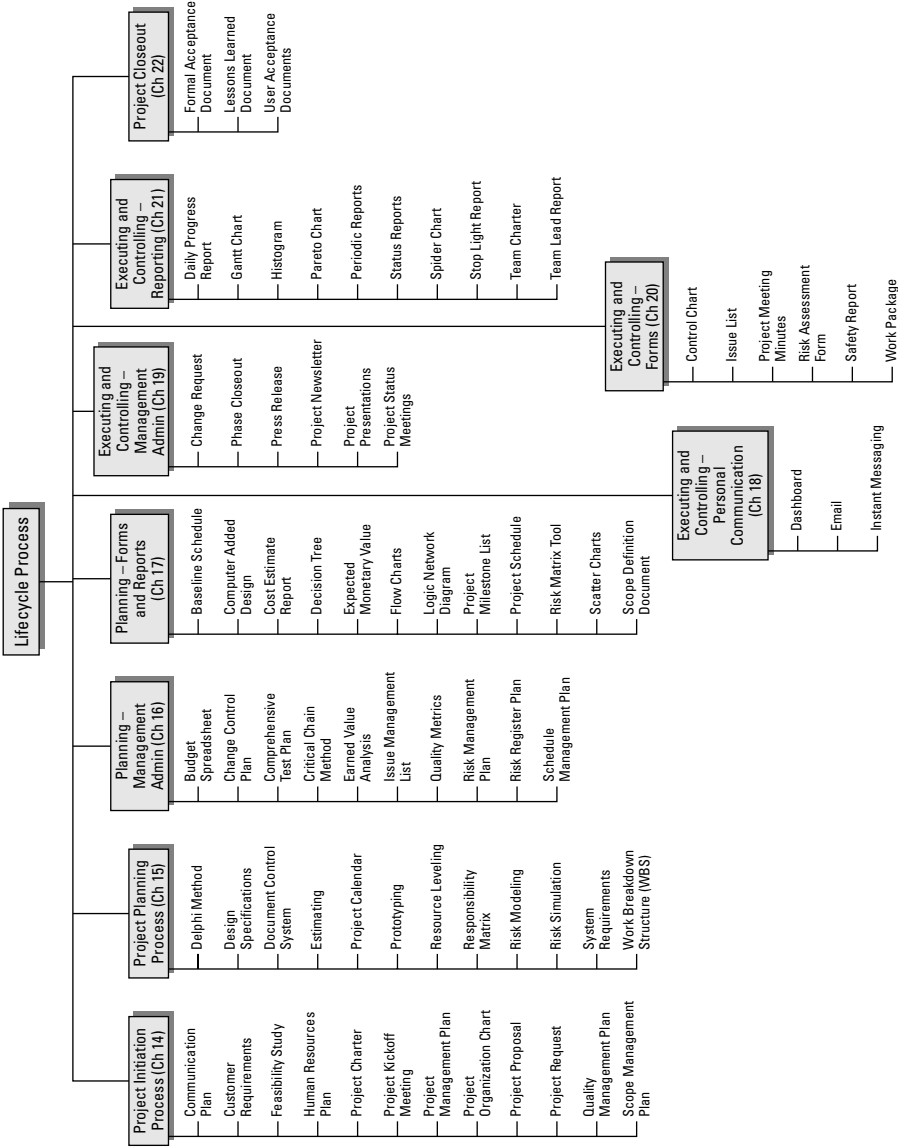 Lifecycle Process
Project Initiation
Process (Ch 14)
Communication
Plan
Customer
Requirements
Feasibility Study
Human Resources
Plan
Project Charter
Project Kickoff
Meeting
Project
Management Plan
Project
Organization Chart
Project Proposal
Project Request
Quality
Management Plan
Scope Management
Plan
Project Planning
Process (Ch 15)
Delphi Method
Design
Specifications
Document Control
System
Estimating
Project Calendar
Prototyping
Resource Leveling
Responsibility
Matrix
Risk Modeling
Risk Simulation
System
Requirements
Work Breakdown
Structure (WBS)
Planning –
Management
Admin (Ch 16)
Budget
Spreadsheet
Change Control
Plan
Comprehensive
Test Plan
Critical Chain
Method
Earned Value
Analysis
Issue Management
List
Quality Metrics
Risk Management
Plan
Risk Register Plan
Schedule
Management Plan
Planning – Forms
and Reports
(Ch 17)
Baseline Schedule
Computer Added
Design
Cost Estimate
Report
Decision Tree
Expected
Monetary Value
Flow Charts
Logic Network
Diagram
Project
Milestone List
Project Schedule
Risk Matrix Tool
Scatter Charts
Scope Definition
Document
Executing and
Controlling –
Personal
Communication
(Ch 18)
Dashboard
Email
Instant Messaging
Executing and
Controlling –
Management
Admin (Ch 19)
Change Request
Phase Closeout
Press Release
Project Newsletter
Project
Presentations
Project Status
Meetings
Executing and
Controlling –
Forms (Ch 20)
Control Chart
Issue List
Project Meeting
Minutes
Risk Assessment
Form
Safety Report
Work Package
Executing and
Controlling –
Reporting (Ch 21)
Daily Progress
Report
Gantt Chart
Histogram
Pareto Chart
Periodic Reports
Status Reports
Spider Chart
Stop Light Report
Team Charter
Team Lead Report
Project Closeout
(Ch 22)
Formal Acceptance
Document
Lessons Learned
Document
User Acceptance
Documents